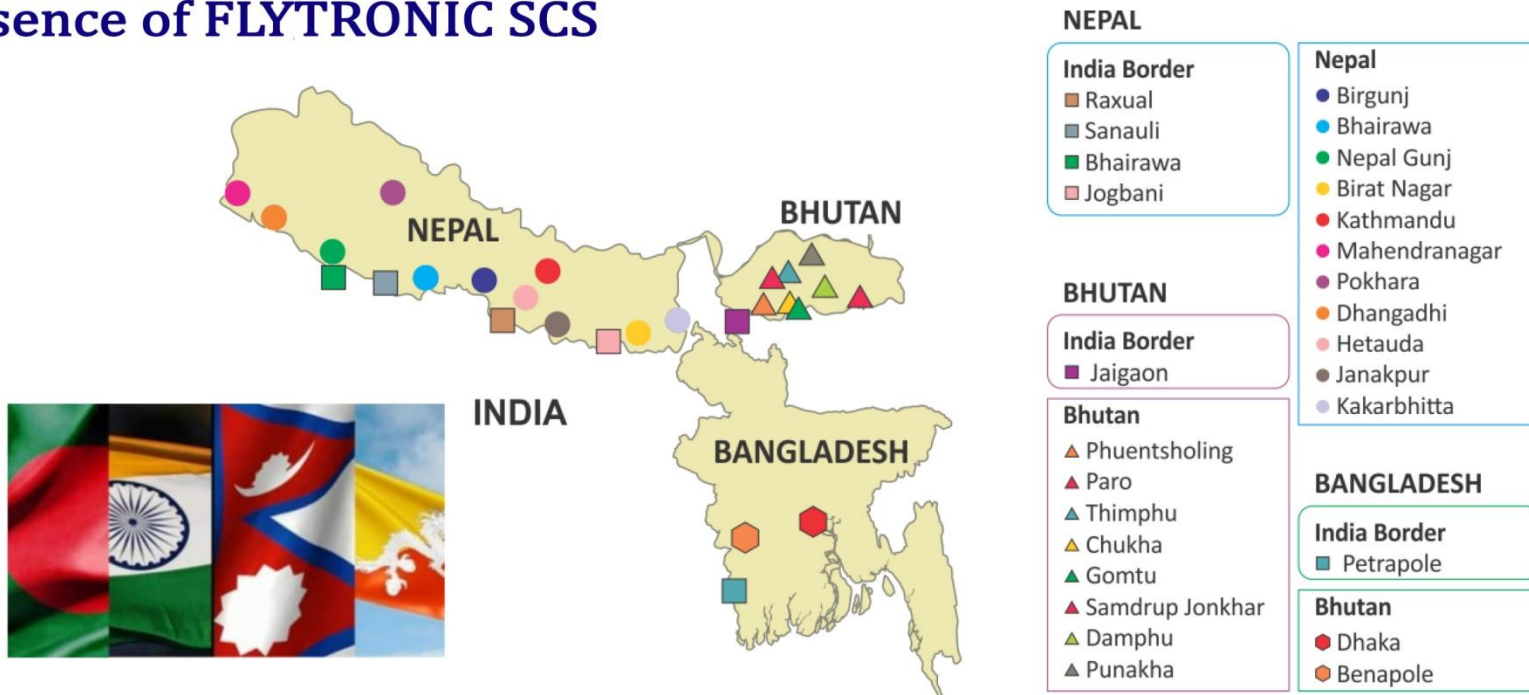 sence of FLYTRONIC SCS
NEPAL
BHUTAN
INDIA
BANGLADESH
NEPAL
India Border
Raxual
Sanauli
Bhairawa
Jogbani
Nepal
Birgunj
Bhairawa
Nepal Gunj
Birat Nagar
Kathmandu
Mahendranagar
Pokhara
Dhangadhi
Hetauda
Janakpur
Kakarbhitta
BHUTAN
India Border
Jaigaon
Bhutan
Phuentsholing
Paro
Thimphu
Chukha
Gomtu
Samdrup Jonkhar
Damphu
Punakha
BANGLADESH
India Border
Petrapole
Bhutan
Dhaka
Benapole